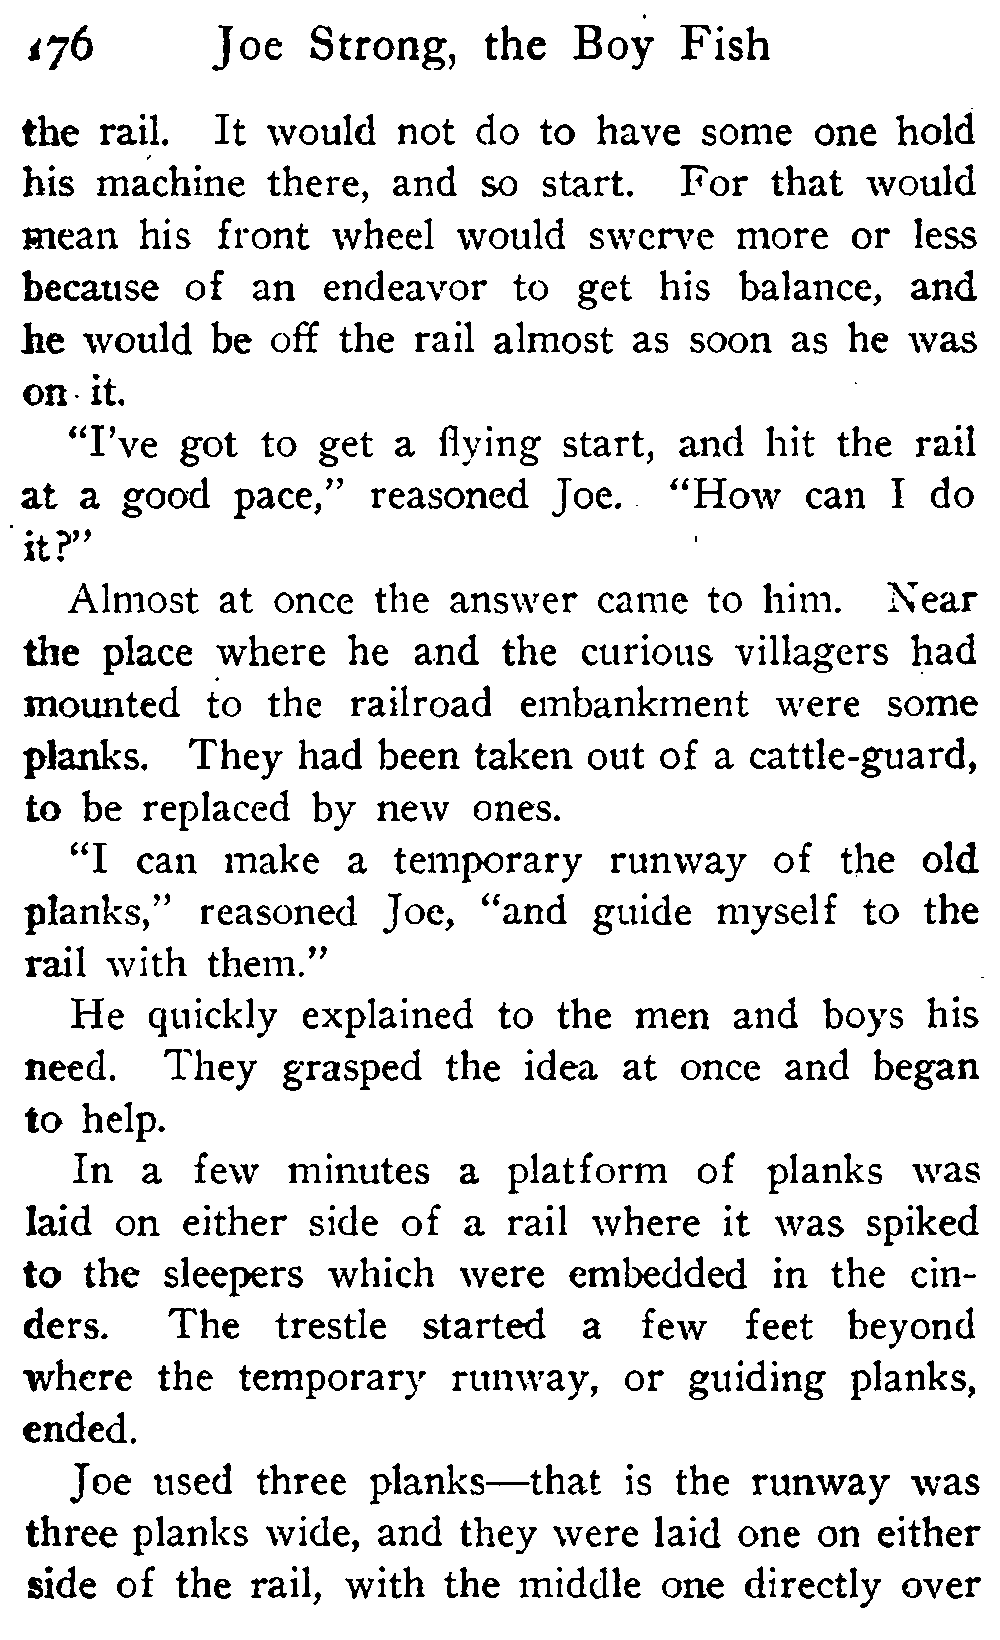 176 Joe Strong, the Boy Fish
the rail. It would not do to have some one hold
his machine there, and so start. For that would
mean his front wheel would swerve more or less
because of an endeavor to get his balance, and
he would be off the rail almost as soon as he was
on it.
“I’ve got to get a flying start, and hit the rail
at a good pace,” reasoned Joe. “How can I do
it?”
Almost at once the answer came to him. Near
the place where he and the curious villagers had
mounted to the railroad embankment were some
planks. They had been taken out of a cattle-guard,
to be replaced by new ones.
“I can make a temporary runway of the old
planks,” reasoned Joe, “and guide myself to the
rail with them.”
He quickly explained to the men and boys his
need. They grasped the idea at once and began
to help.
In a few minutes a platform of planks was
laid on either side of a rail where it was spiked
to the sleepers which were embedded in the cin-
ders. The trestle started a few feet beyond
where the temporary runway, or guiding planks,
ended.
Joe used three planks—that is the runway was
three planks wide, and they were laid one on either
side of the rail, with the middle one directly over